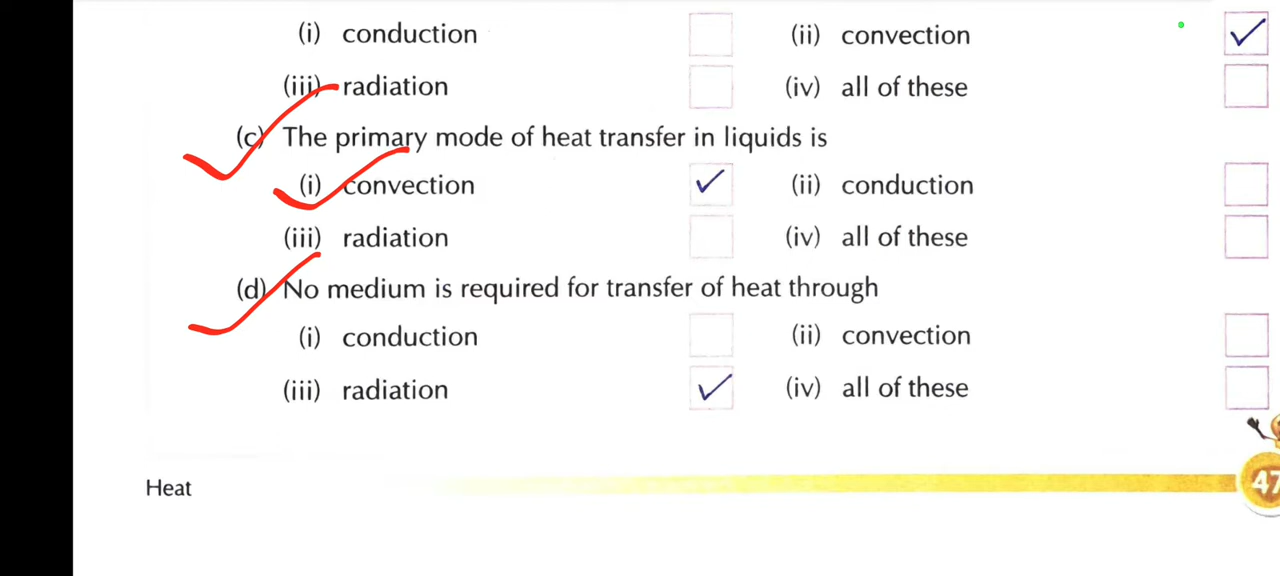 (i) conduction (ii) convection ✓
(iii) radiation (iv) all of these
(c) The primary mode of heat transfer in liquids is
(i) convection ✓ (ii) conduction
(iii) radiation (iv) all of these
(d) No medium is required for transfer of heat through
(i) conduction (ii) convection
(iii) radiation ✓ (iv) all of these
Heat 47